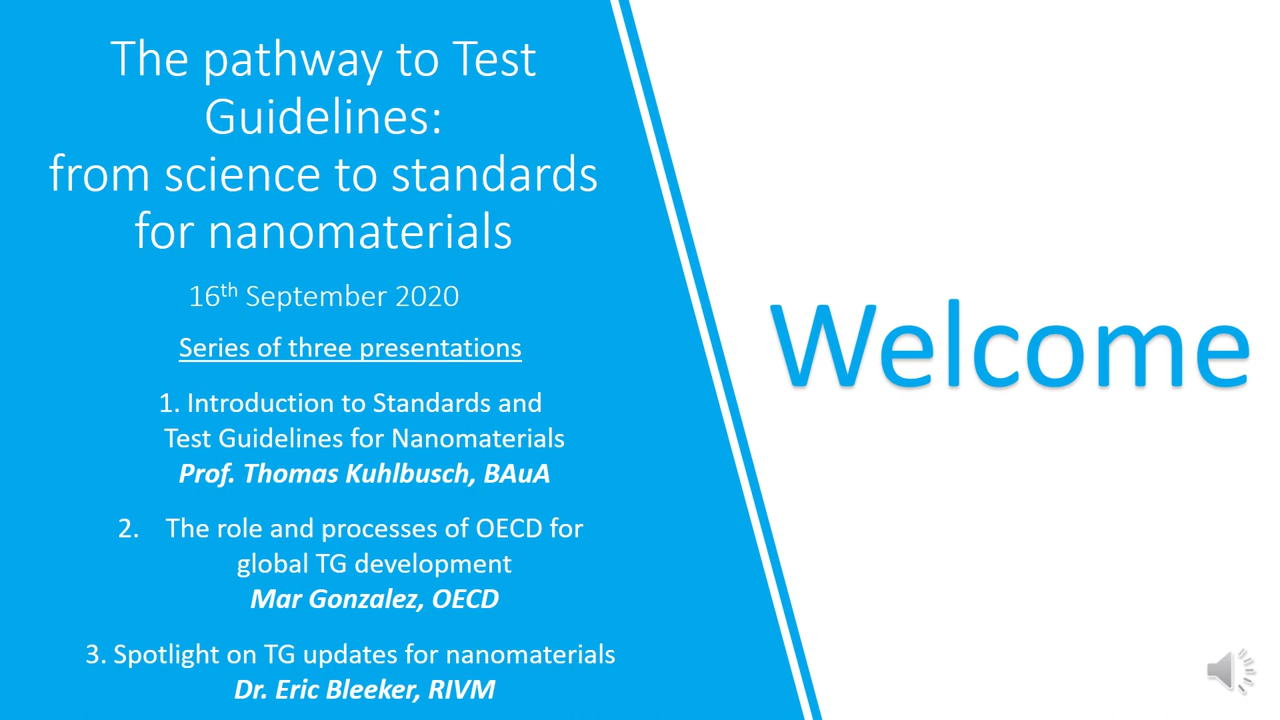 The pathway to Test
Guidelines:
from science to standards
for nanomaterials
16th September 2020
Series of three presentations
1. Introduction to Standards and
Test Guidelines for Nanomaterials
Prof. Thomas Kuhlbusch, BAuA
2. The role and processes of OECD for
global TG development
Mar Gonzalez, OECD
3. Spotlight on TG updates for nanomaterials
Dr. Eric Bleeker, RIVM
Welcome